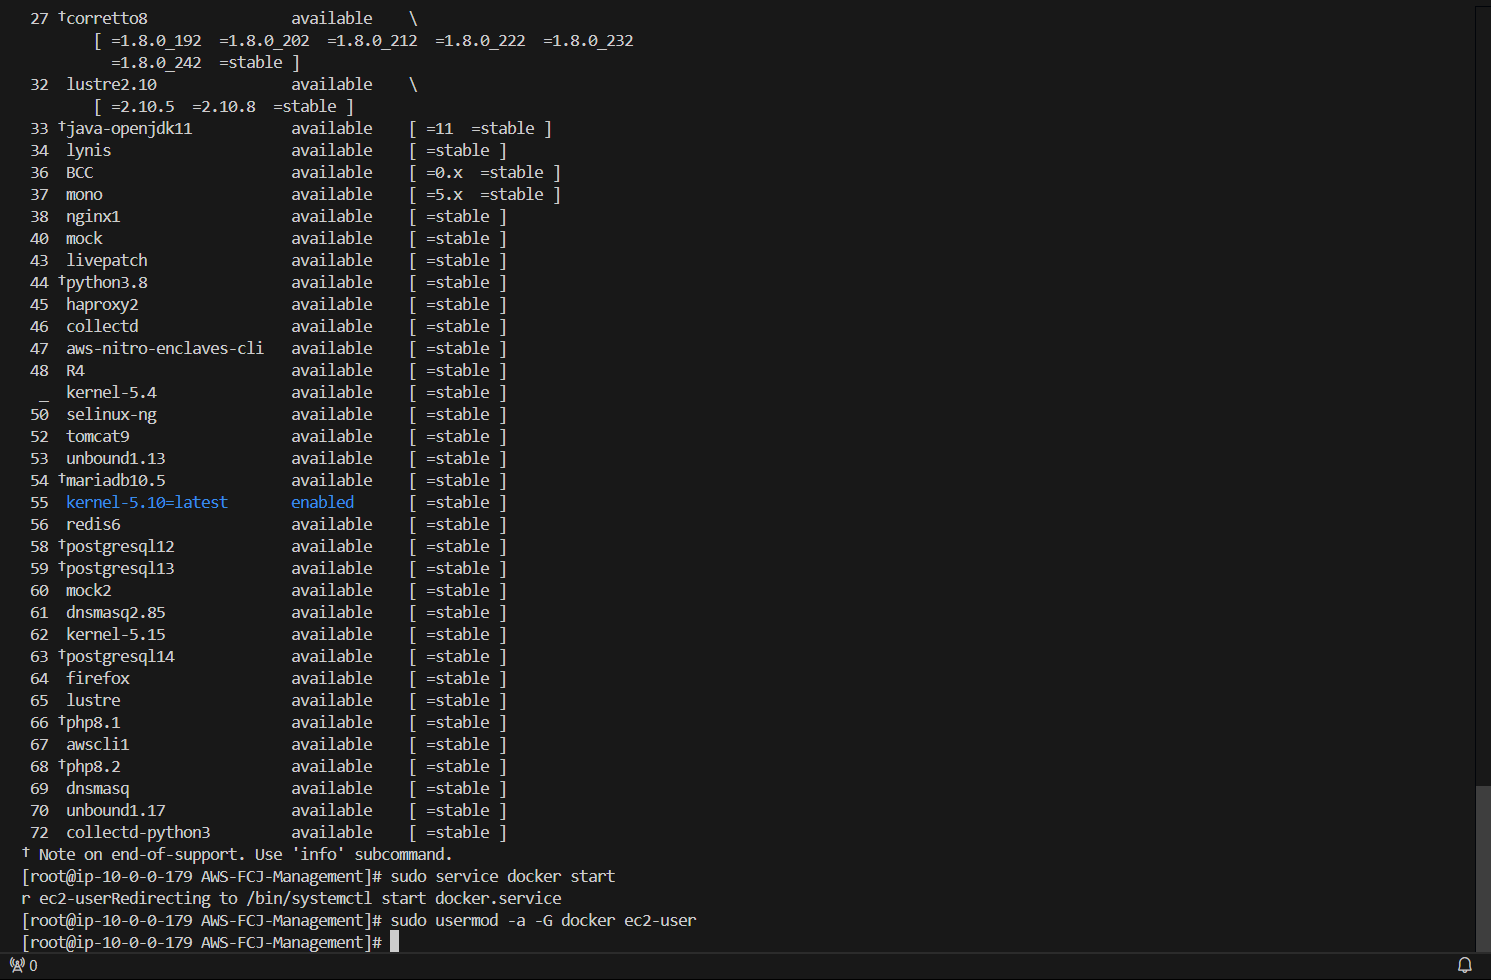 27 †corretto8 available \
[ =1.8.0_192 =1.8.0_202 =1.8.0_212 =1.8.0_222 =1.8.0_232
=1.8.0_242 =stable ]
32 lustre2.10 available \
[ =2.10.5 =2.10.8 =stable ]
33 †java-openjdk11 available [ =11 =stable ]
34 lynis available [ =stable ]
36 BCC available [ =0.x =stable ]
37 mono available [ =5.x =stable ]
38 nginx1 available [ =stable ]
40 mock available [ =stable ]
43 livepatch available [ =stable ]
44 †python3.8 available [ =stable ]
45 haproxy2 available [ =stable ]
46 collectd available [ =stable ]
47 aws-nitro-enclaves-cli available [ =stable ]
48 R4 available [ =stable ]
_ kernel-5.4 available [ =stable ]
50 selinux-ng available [ =stable ]
52 tomcat9 available [ =stable ]
53 unbound1.13 available [ =stable ]
54 †mariadb10.5 available [ =stable ]
55 kernel-5.10=latest enabled [ =stable ]
56 redis6 available [ =stable ]
58 †postgresql12 available [ =stable ]
59 †postgresql13 available [ =stable ]
60 mock2 available [ =stable ]
61 dnsmasq2.85 available [ =stable ]
62 kernel-5.15 available [ =stable ]
63 †postgresql14 available [ =stable ]
64 firefox available [ =stable ]
65 lustre available [ =stable ]
66 †php8.1 available [ =stable ]
67 awscli1 available [ =stable ]
68 †php8.2 available [ =stable ]
69 dnsmasq available [ =stable ]
70 unbound1.17 available [ =stable ]
72 collectd-python3 available [ =stable ]
† Note on end-of-support. Use 'info' subcommand.
[root@ip-10-0-0-179 AWS-FCJ-Management]# sudo service docker start
r ec2-userRedirecting to /bin/systemctl start docker.service
[root@ip-10-0-0-179 AWS-FCJ-Management]# sudo usermod -a -G docker ec2-user
[root@ip-10-0-0-179 AWS-FCJ-Management]#
0